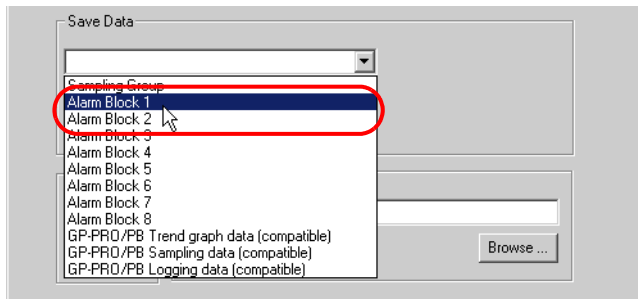 Save Data
Sampling Group
Alarm Block 1
Alarm Block 2
Alarm Block 3
Alarm Block 4
Alarm Block 5
Alarm Block 6
Alarm Block 7
Alarm Block 8
GP-PRO/PB Trend graph data (compatible)
GP-PRO/PB Sampling data (compatible)
GP-PRO/PB Logging data (compatible)
Browse ...